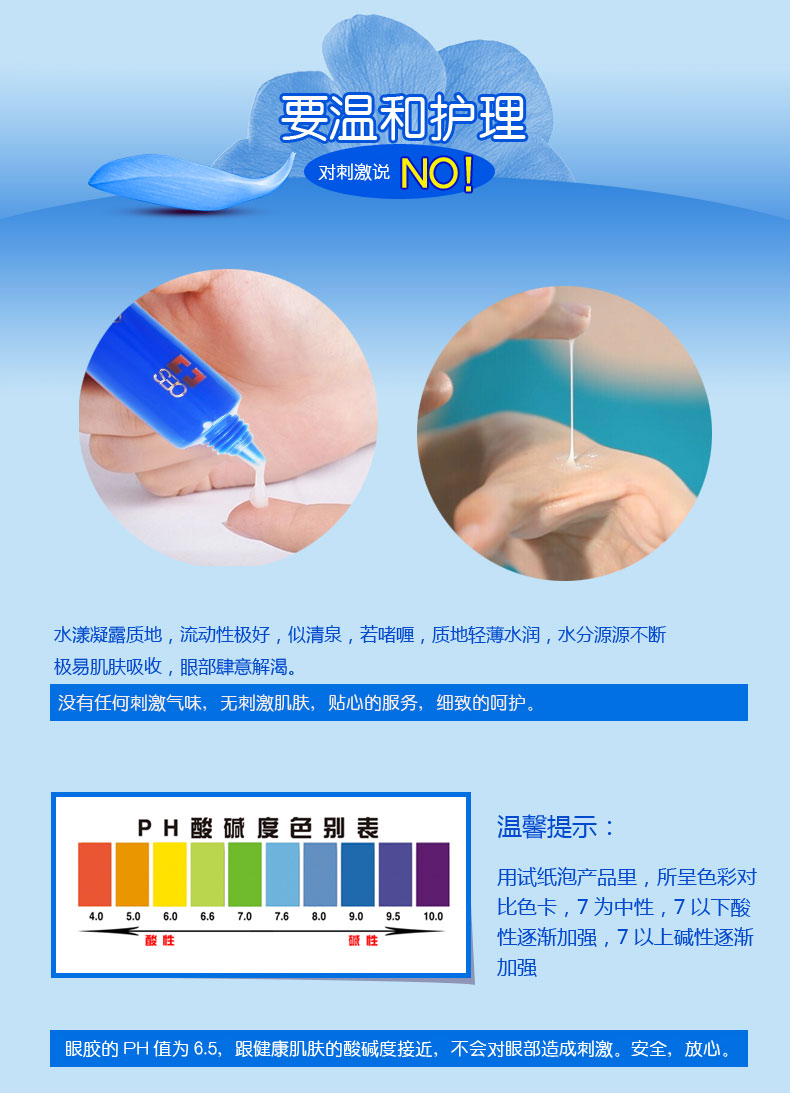 要温和护理
对刺激说 NO!
SBO
水漾凝露质地，流动性极好，似清泉，若啫喱，质地轻薄水润，水分源源不断
极易肌肤吸收，眼部肆意解渴。
没有任何刺激气味，无刺激肌肤，贴心的服务，细致的呵护。
PH酸碱度色别表
4.0 5.0 6.0 6.6 7.0 7.6 8.0 9.0 9.5 10.0
酸性 碱性
温馨提示：
用试纸泡产品里，所呈色彩对
比色卡，7 为中性，7 以下酸
性逐渐加强，7 以上碱性逐渐
加强
眼胶的 PH 值为 6.5，跟健康肌肤的酸碱度接近，不会对眼部造成刺激。安全，放心。